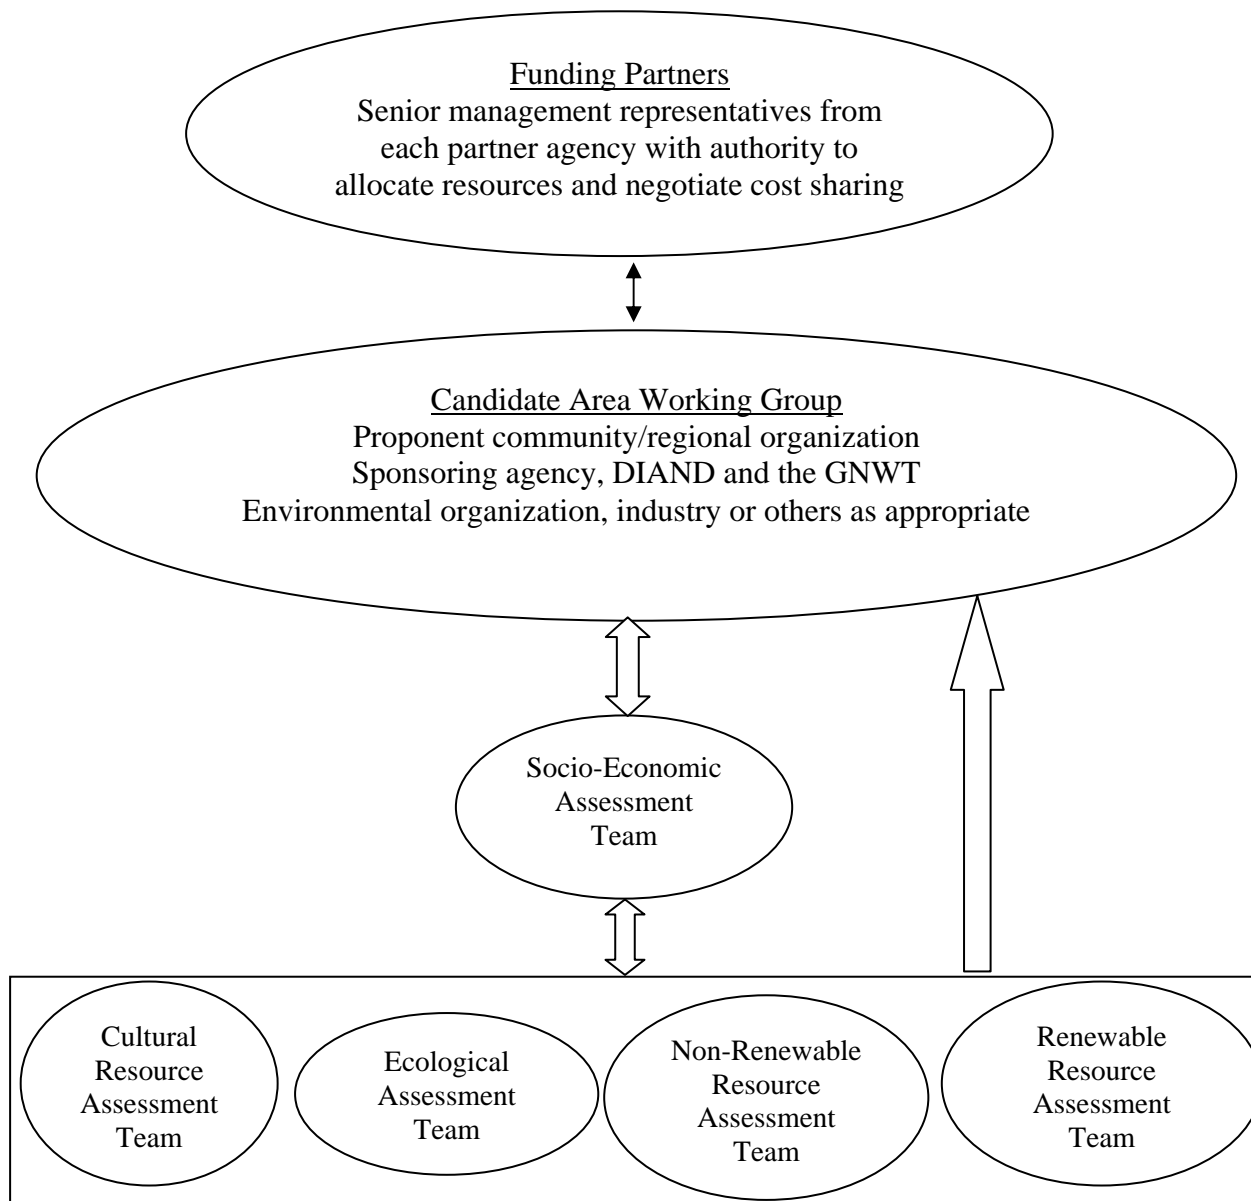 Funding Partners
Senior management representatives from
each partner agency with authority to
allocate resources and negotiate cost sharing
Candidate Area Working Group
Proponent community/regional organization
Sponsoring agency, DIAND and the GNWT
Environmental organization, industry or others as appropriate
Socio-Economic
Assessment
Team
Cultural
Resource
Assessment
Team
Ecological
Assessment
Team
Non-Renewable
Resource
Assessment
Team
Renewable
Resource
Assessment
Team